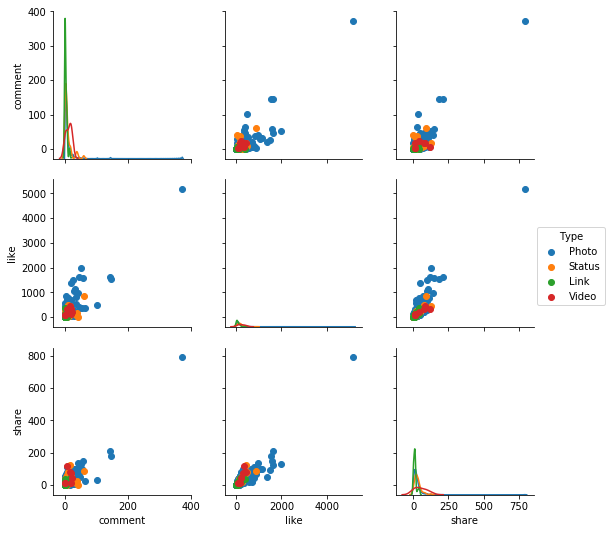 400
300
200
100
0
comment
5000
4000
3000
2000
1000
0
like
Type
Photo
Status
Link
Video
800
600
400
200
0
share
0 200 400
0 2000 4000
0 250 500 750
comment like share